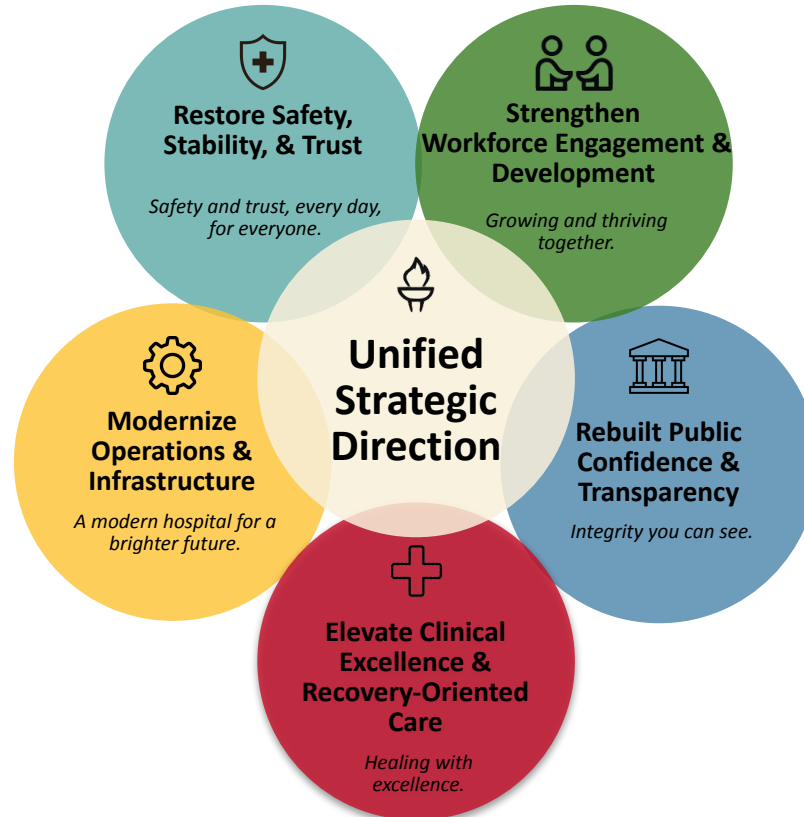 Restore Safety,
Stability, & Trust
Safety and trust, every day,
for everyone.
Strengthen
Workforce Engagement &
Development
Growing and thriving
together.
Unified
Strategic
Direction
Modernize
Operations &
Infrastructure
A modern hospital for a
brighter future.
Rebuilt Public
Confidence &
Transparency
Integrity you can see.
Elevate Clinical
Excellence &
Recovery-Oriented
Care
Healing with
excellence.